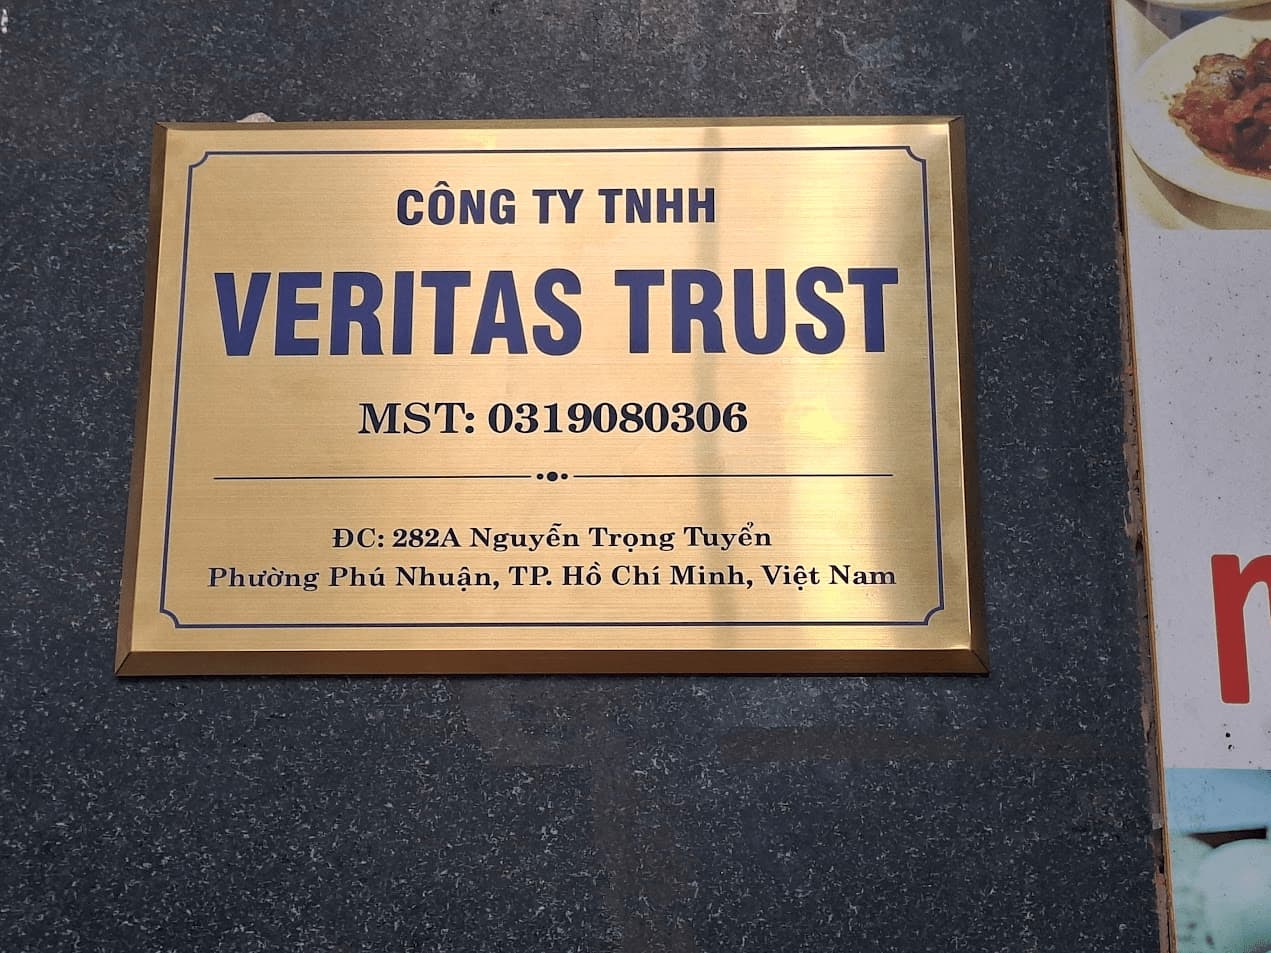 CÔNG TY TNHH
VERITAS TRUST
MST: 0319080306
ĐC: 282A Nguyễn Trọng Tuyển
Phường Phú Nhuận, TP. Hồ Chí Minh, Việt Nam